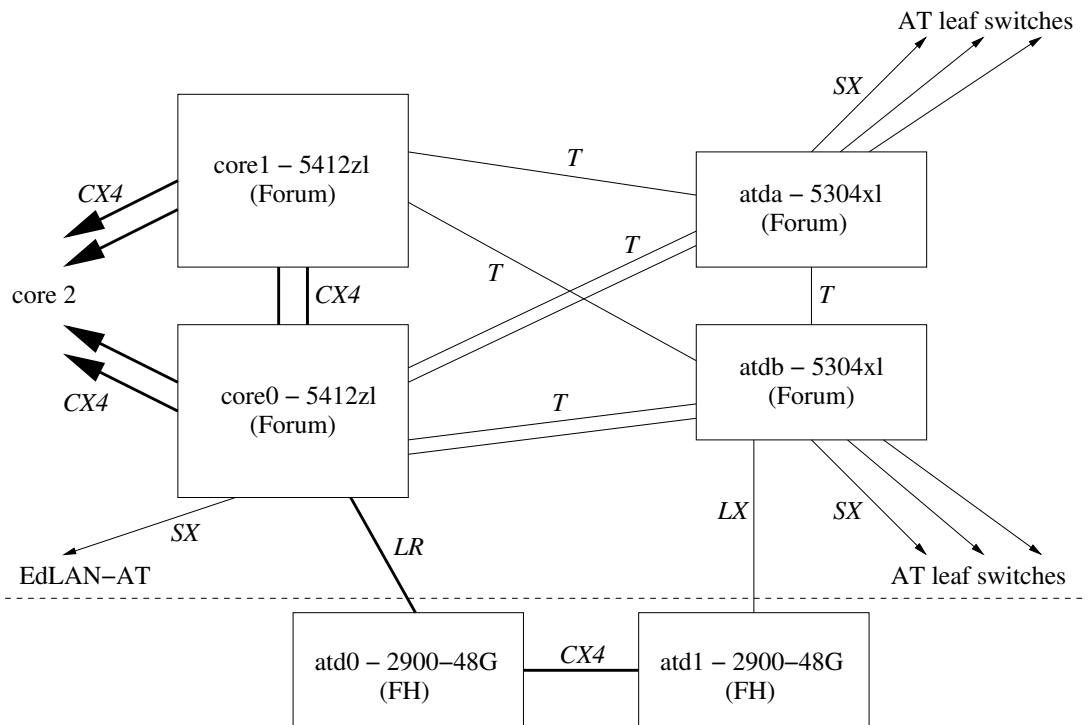 AT leaf switches
SX
core1 − 5412zl
(Forum)
T
atda − 5304xl
(Forum)
CX4
T
T
core 2
CX4
T
core0 − 5412zl
(Forum)
atdb − 5304xl
(Forum)
CX4
T
SX
LR
LX
SX
EdLAN−AT
AT leaf switches
atd0 − 2900−48G
(FH)
CX4
atd1 − 2900−48G
(FH)